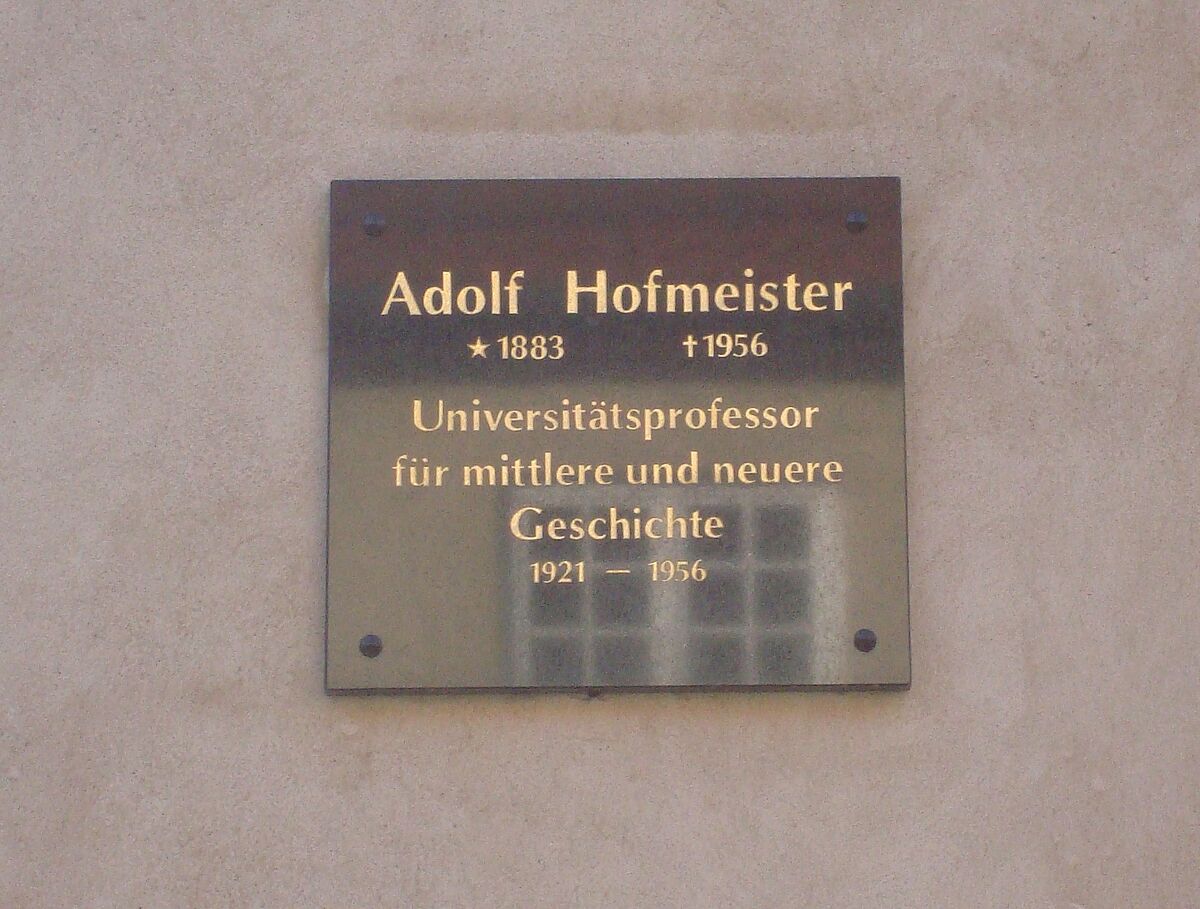 Adolf Hofmeister
★ 1883 † 1956
Universitätsprofessor
für mittlere und neuere
Geschichte
1921 — 1956